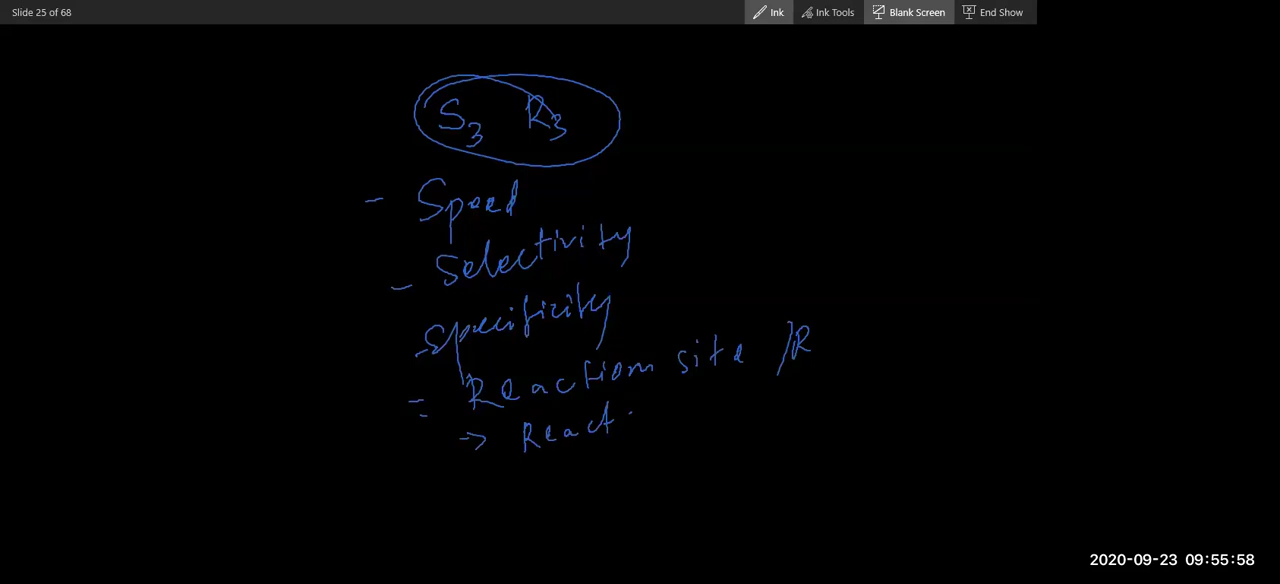 Slide 25 of 68
Ink Ink Tools Blank Screen End Show
S3 R3
- Speed
- Selectivity
- Specificity
- Reaction site /R
→ React.
2020-09-23 09:55:58